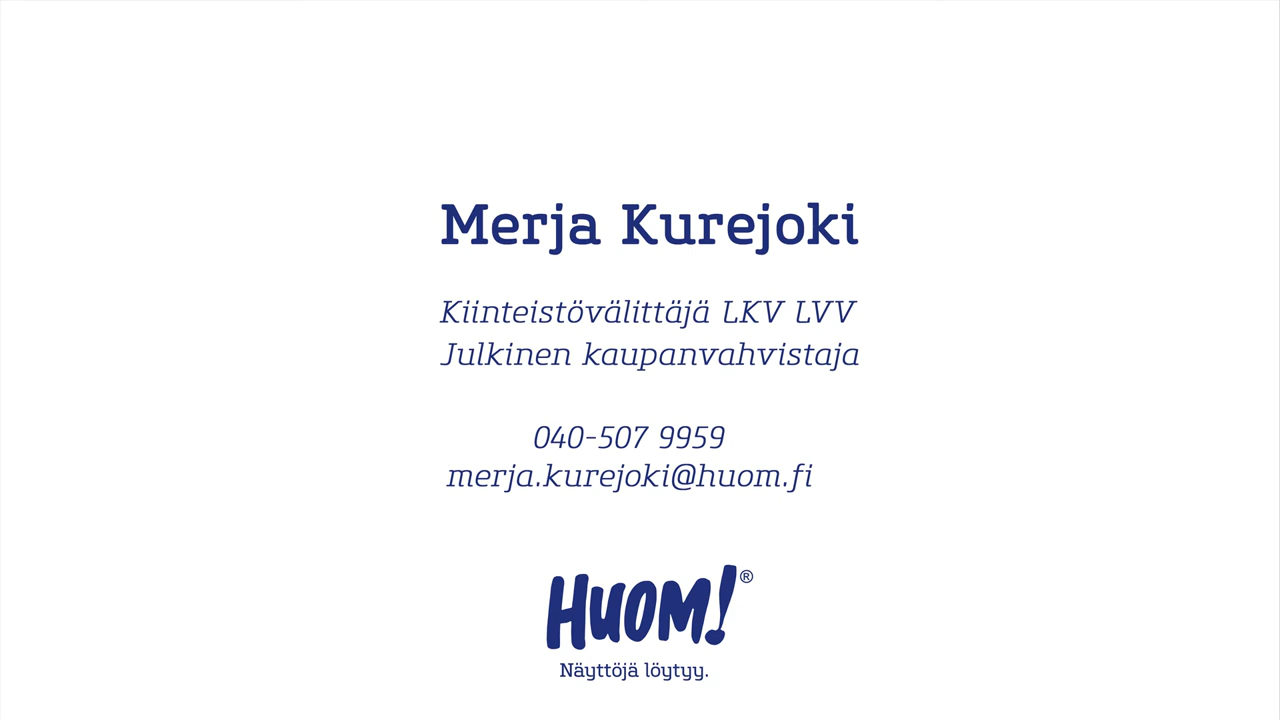 Merja Kurejoki
Kiinteistövälittäjä LKV LVV
Julkinen kaupanvahvistaja
040-507 9959
merja.kurejoki@huom.fi
HUOM!®
Näyttöjä löytyy.